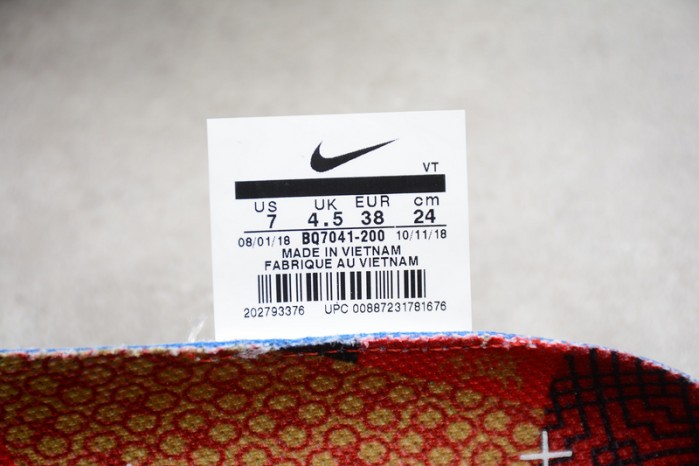 VT
US UK EUR cm
7 4.5 38 24
08/01/18 BQ7041-200 10/11/18
MADE IN VIETNAM
FABRIQUE AU VIETNAM
202793376 UPC 00887231781676